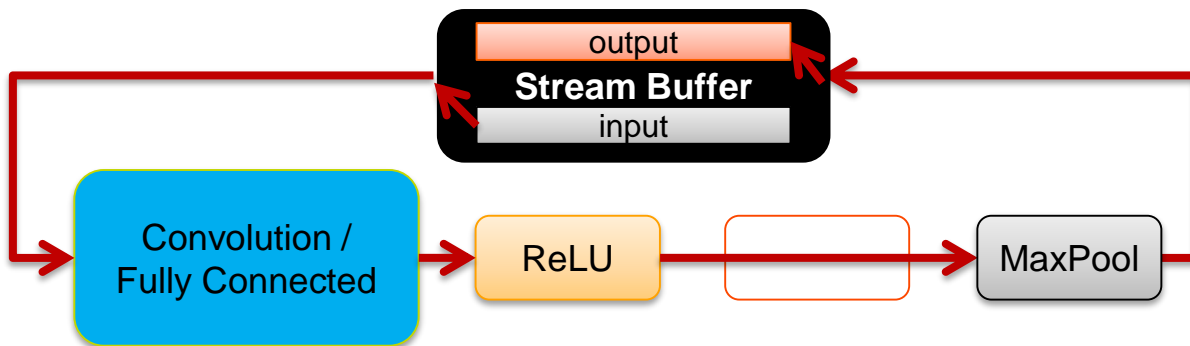 output
Stream Buffer
input
Convolution /
Fully Connected
ReLU
MaxPool